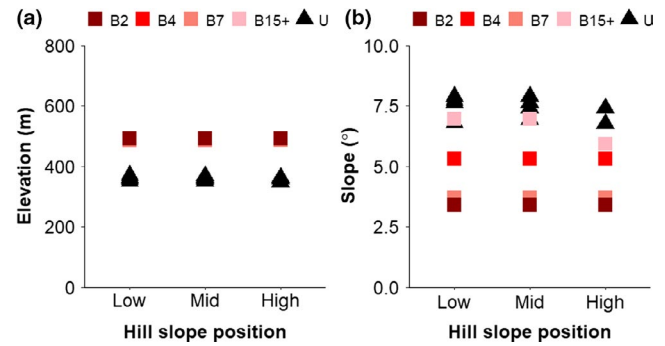 (a) B2 B4 B7 B15+ U
800
600
400
200
0
Elevation (m)
Low Mid High
Hill slope position
(b) B2 B4 B7 B15+ U
10.0
7.5
5.0
2.5
0.0
Slope (°)
Low Mid High
Hill slope position